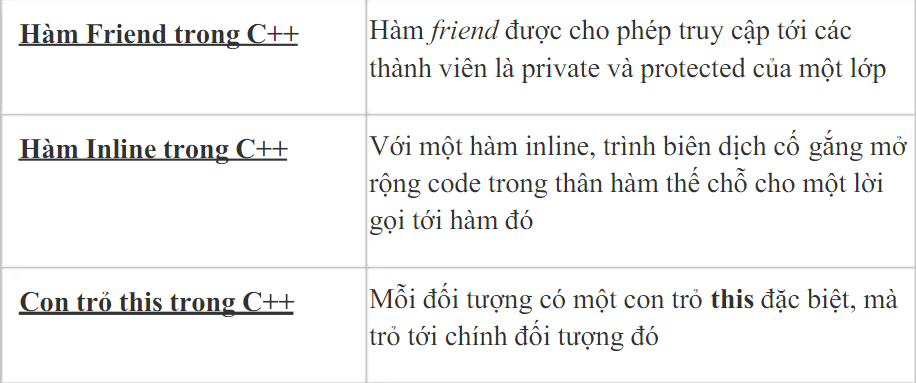 Hàm Friend trong C++
Hàm friend được cho phép truy cập tới các
thành viên là private và protected của một lớp
Hàm Inline trong C++
Với một hàm inline, trình biên dịch cố gắng mở
rộng code trong thân hàm thế chỗ cho một lời
gọi tới hàm đó
Con trỏ this trong C++
Mỗi đối tượng có một con trỏ this đặc biệt, mà
trỏ tới chính đối tượng đó